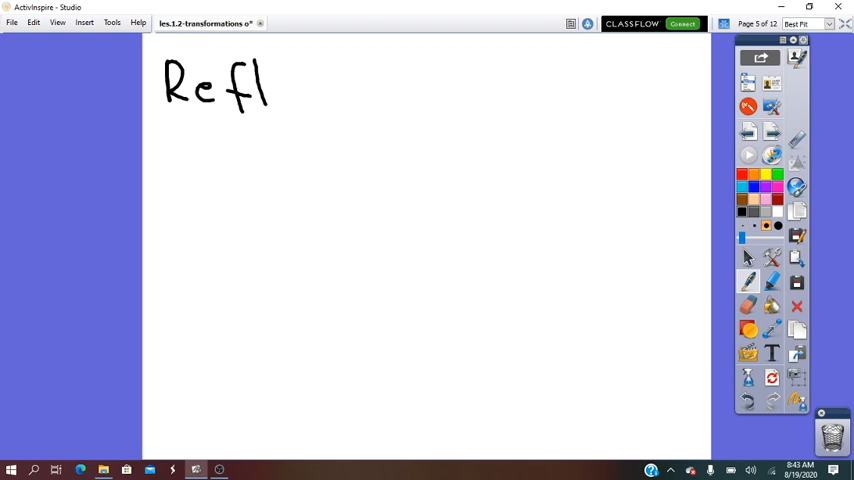 ActivInspire - Studio
File Edit View Insert Tools Help les.1.2-transformations o* CLASSFLOW Connect Page 5 of 12 Best Fit
Refl
T
8:43 AM
8/19/2020